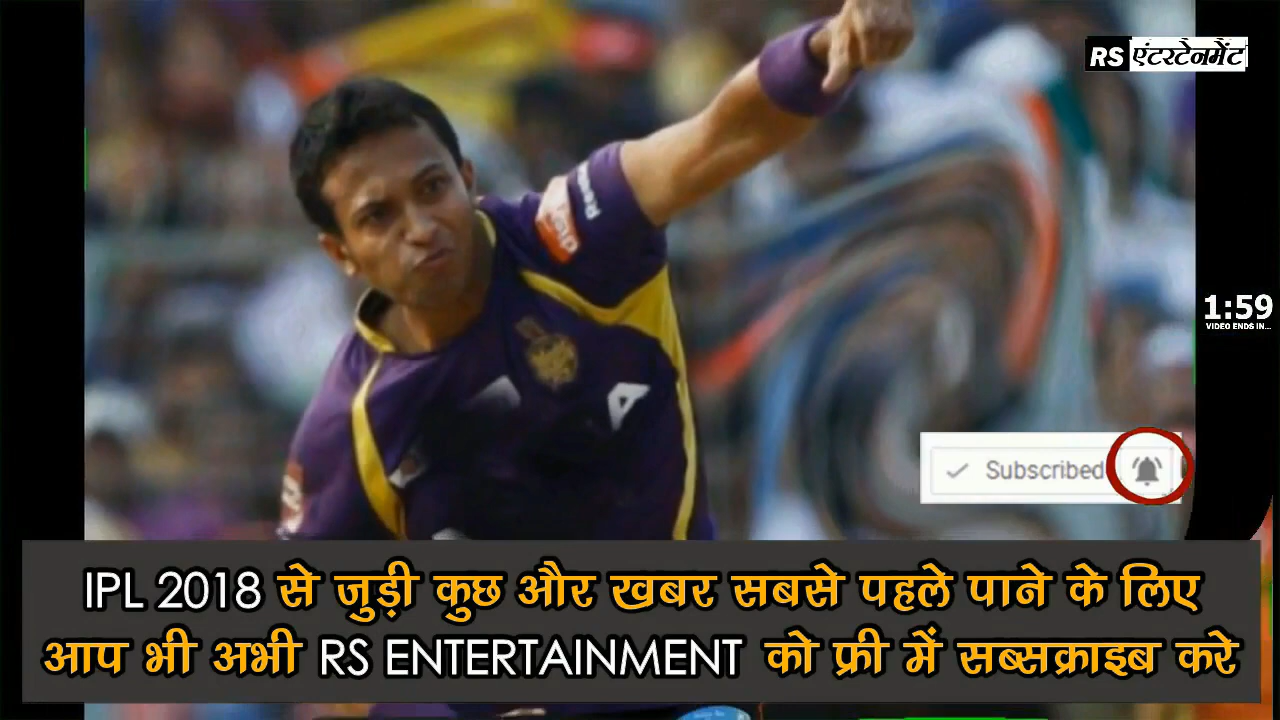 RS एंटरटेनमेंट
1:59
VIDEO ENDS IN...
Subscribed
IPL 2018 से जुड़ी कुछ और खबर सबसे पहले पाने के लिए
आप भी अभी RS ENTERTAINMENT को फ्री में सब्सक्राइब करे